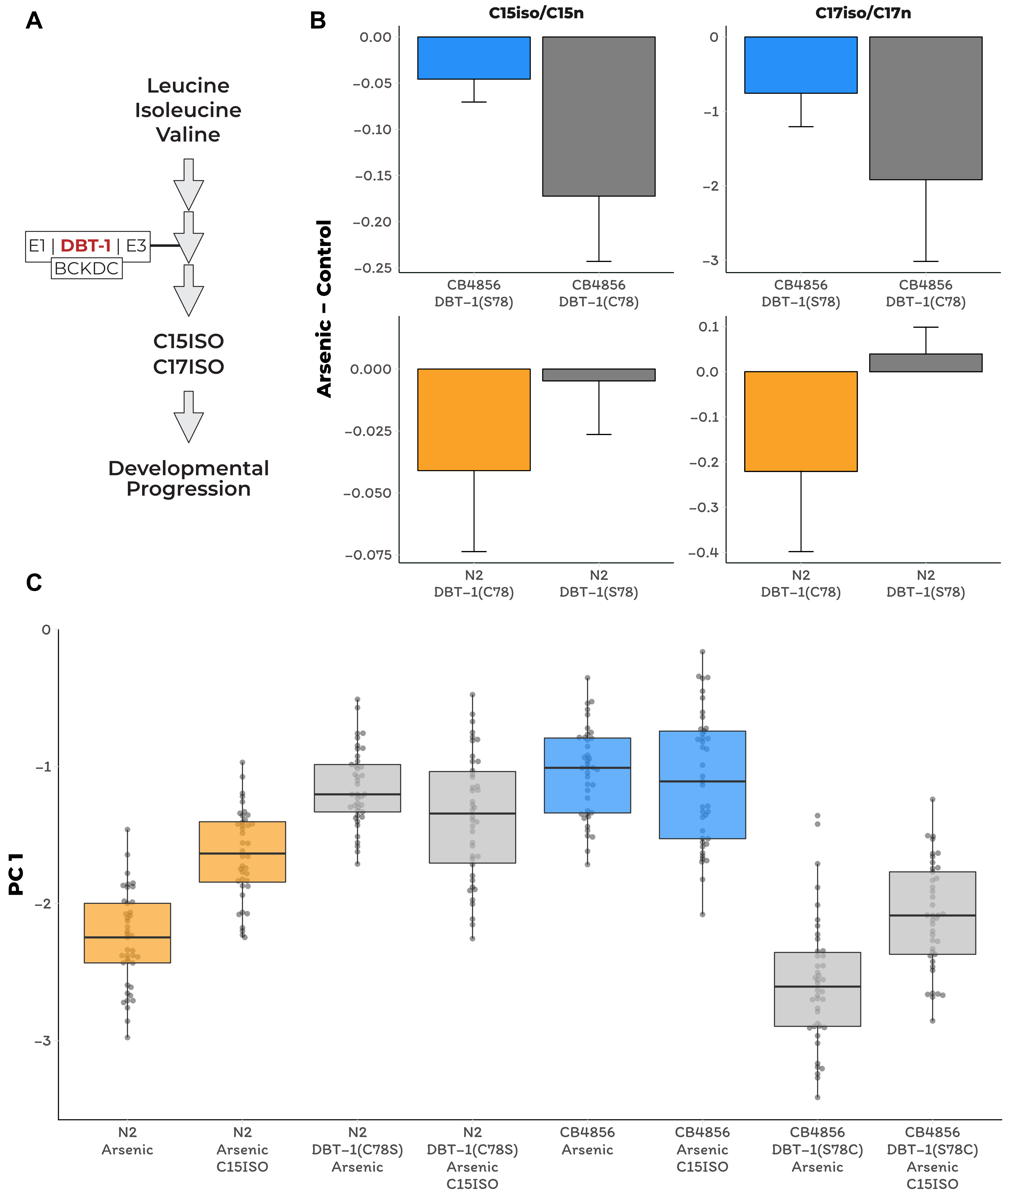 A
Leucine
Isoleucine
Valine
E1 | DBT-1 | E3
BCKDC
C15ISO
C17ISO
Developmental
Progression
B
Arsenic – Control
C15iso/C15n
0.00
−0.05
−0.10
−0.15
−0.20
−0.25
CB4856
DBT−1(S78)
CB4856
DBT−1(C78)
C17iso/C17n
0
−1
−2
−3
CB4856
DBT−1(S78)
CB4856
DBT−1(C78)
0.000
−0.025
−0.050
−0.075
N2
DBT−1(C78)
N2
DBT−1(S78)
0.1
0.0
−0.1
−0.2
−0.3
−0.4
N2
DBT−1(C78)
N2
DBT−1(S78)
C
PC 1
0
−1
−2
−3
N2
Arsenic
N2
Arsenic
C15ISO
N2
DBT−1(C78S)
Arsenic
N2
DBT−1(C78S)
Arsenic
C15ISO
CB4856
Arsenic
CB4856
Arsenic
C15ISO
CB4856
DBT−1(S78C)
Arsenic
CB4856
DBT−1(S78C)
Arsenic
C15ISO